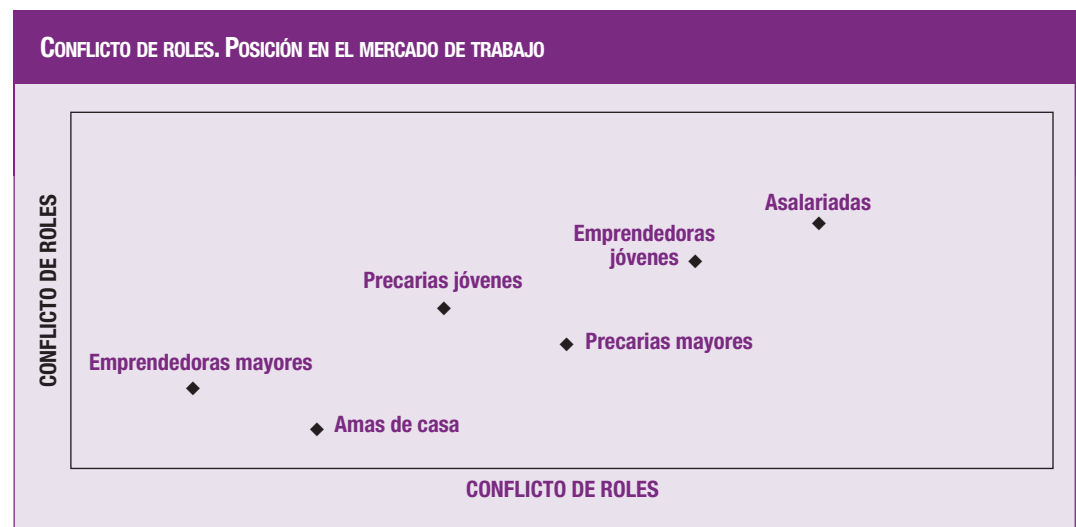 CONFLICTO DE ROLES. POSICIÓN EN EL MERCADO DE TRABAJO
CONFLICTO DE ROLES
Asalariadas
Emprendedoras
jóvenes
Precarias jóvenes
Precarias mayores
Emprendedoras mayores
Amas de casa
CONFLICTO DE ROLES